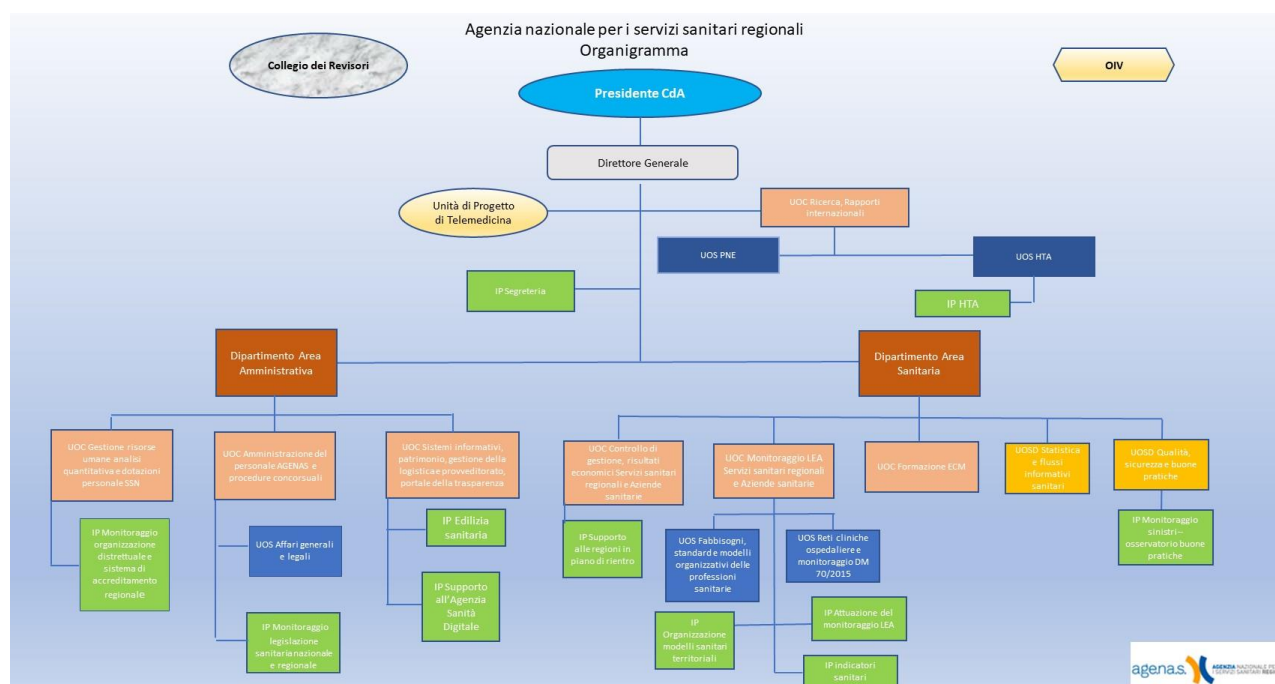 Agenzia nazionale per i servizi sanitari regionali
Organigramma
Collegio dei Revisori
OIV
Presidente CdA
Direttore Generale
Unità di Progetto
di Telemedicina
UOC Ricerca, Rapporti
internazionali
UOS PNE
UOS HTA
IP Segreteria
IP HTA
Dipartimento Area
Amministrativa
Dipartimento Area
Sanitaria
UOC Gestione risorse
umane analisi
quantitativa e dotazioni
personale SSN
UOC Amministrazione del
personale AGENAS e
procedure concorsuali
UOC Sistemi informativi,
patrimonio, gestione della
logistica e provveditorato,
portale della trasparenza
UOC Controllo di
gestione, risultati
economici Servizi sanitari
regionali e Aziende
sanitarie
UOC Monitoraggio LEA
Servizi sanitari regionali
e Aziende sanitarie
UOC Formazione ECM
UOSD Statistica
e flussi
informativi
sanitari
UOSD Qualità,
sicurezza e buone
pratiche
IP Monitoraggio
organizzazione
distrettuale e
sistema di
accreditamento
regionale
UOS Affari generali
e legali
IP Monitoraggio
legislazione
sanitaria nazionale
e regionale
IP Edilizia
sanitaria
IP Supporto
all'Agenzia
Sanità
Digitale
IP Supporto
alle regioni in
piano di rientro
UOS Fabbisogni,
standard e modelli
organizzativi delle
professioni
sanitarie
UOS Reti cliniche
ospedaliere e
monitoraggio DM
70/2015
IP Monitoraggio
sinistri--
osservatorio buone
pratiche
IP
Organizzazione
modelli sanitari
territoriali
IP Attuazione del
monitoraggio LEA
IP indicatori
sanitari
agenas.
AGENZIA NAZIONALE PE
I SERVIZI SANITARI REGI